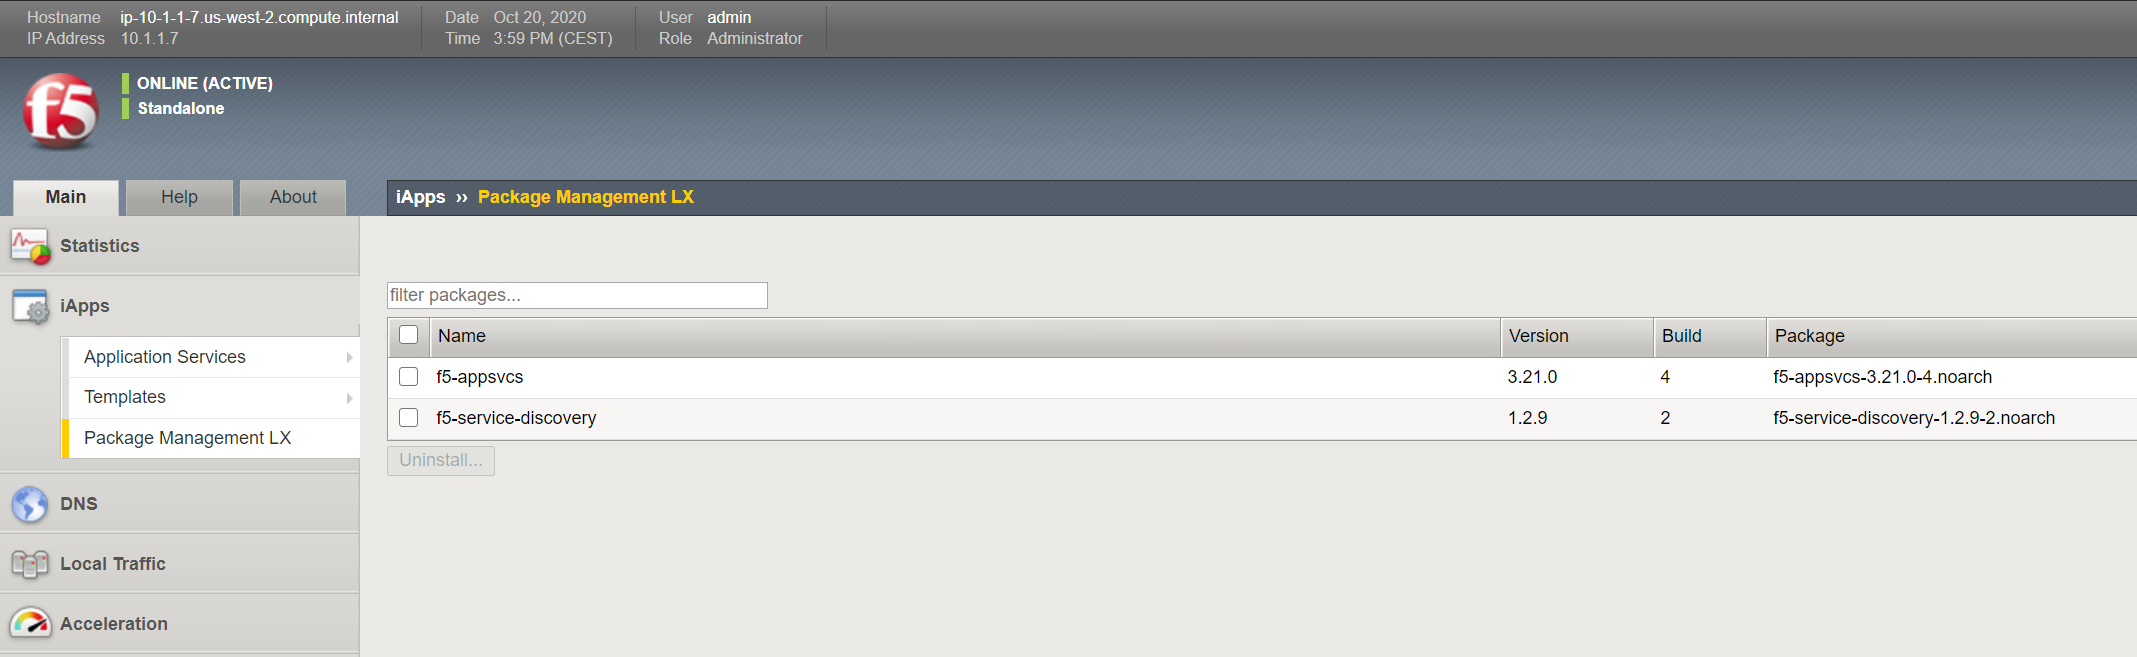 Hostname ip-10-1-1-7.us-west-2.compute.internal Date Oct 20, 2020 User admin
IP Address 10.1.1.7 Time 3:59 PM (CEST) Role Administrator
f5
ONLINE (ACTIVE)
Standalone
Main Help About iApps ›› Package Management LX
Statistics
iApps
Application Services
Templates
Package Management LX
DNS
Local Traffic
Acceleration
filter packages...
Name Version Build Package
f5-appsvcs 3.21.0 4 f5-appsvcs-3.21.0-4.noarch
f5-service-discovery 1.2.9 2 f5-service-discovery-1.2.9-2.noarch
Uninstall...